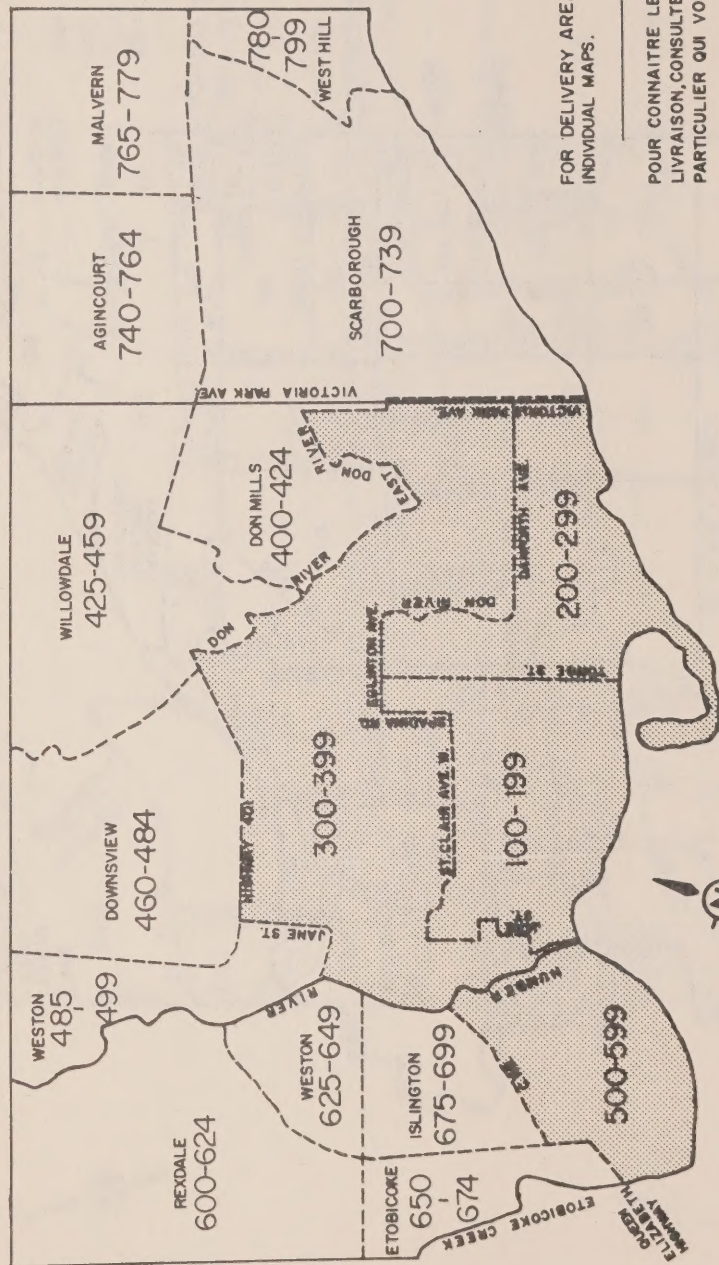 REXDALE
600-624
WESTON
485
-
499
DOWNSVIEW
460-484
WILLOWDALE
425-459
AGINCOURT
740-764
MALVERN
765-779
780
-
799
WEST HILL
WESTON
625-649
RIVER
JANE ST.
HIGHWAY 401
DON
RIVER
DON MILLS
400-424
EAST
DON
RIVER
VICTORIA PARK AVE.
SCARBOROUGH
700-739
ETOBICOKE
650
-
674
ISLINGTON
675-699
300-399
EGLINTON AVE.
SPADINA RD.
ST. CLAIR AVE. W.
DON RIVER
VICTORIA PARK AVE.
DANFORTH AVE.
HUMBER
JANE
ST.
100-199
YONGE ST.
200-299
ETOBICOKE CREEK
QUEEN
ELIZABETH
HIGHWAY
500-599
FOR DELIVERY ARE
INDIVIDUAL MAPS.
POUR CONNAITRE LE
LIVRAISON, CONSULTE
PARTICULIER QUI VO